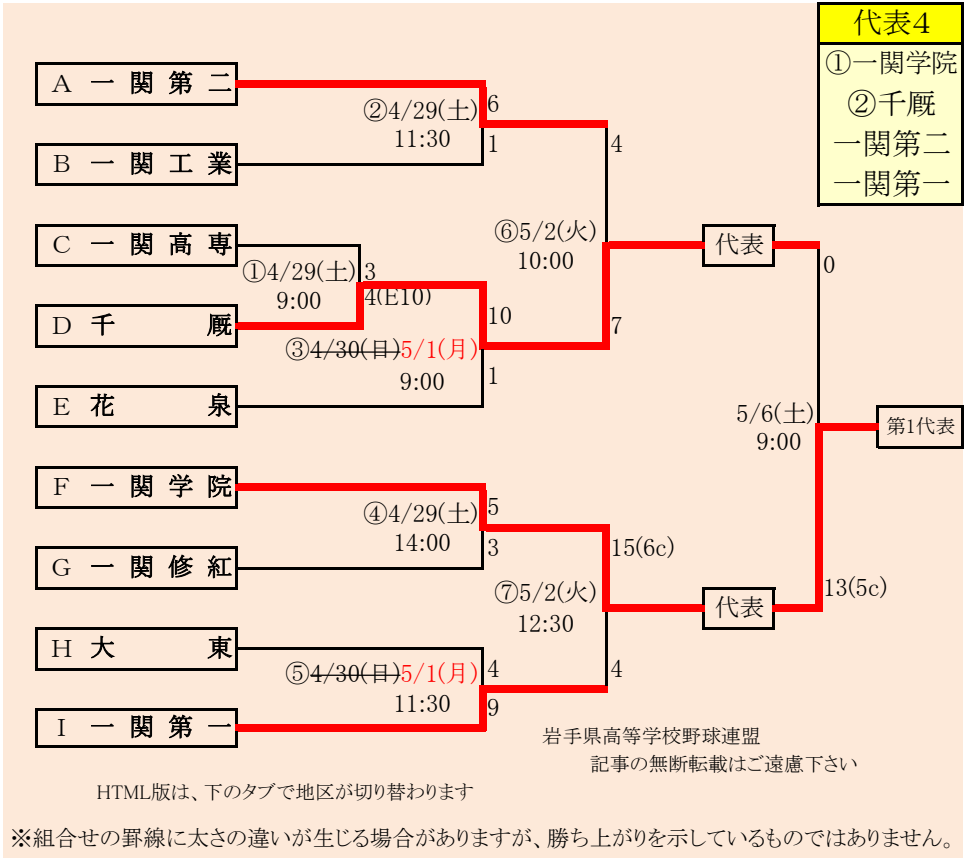 代表4
①一関学院
②千厩
一関第二
一関第一
A 一 関 第 二
②4/29(土)
11:30
6
1
B 一 関 工 業
4
C 一 関 高 専
①4/29(土)
9:00
3
4(E10)
D 千 厩
⑥5/2(火)
10:00
代表
0
10
7
③4/30(日)5/1(月)
9:00
1
E 花 泉
5/6(土)
9:00
第1代表
F 一 関 学 院
④4/29(土)
14:00
5
3
G 一 関 修 紅
15(6c)
⑦5/2(火)
12:30
代表
13(5c)
H 大 東
⑤4/30(日)5/1(月)
11:30
4
9
4
I 一 関 第 一
岩手県高等学校野球連盟
記事の無断転載はご遠慮下さい
HTML版は、下のタブで地区が切り替わります
※組合せの罫線に太さの違いが生じる場合がありますが、勝ち上がりを示しているものではありません。